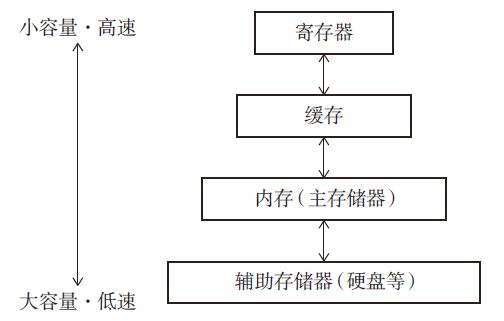 小容量·高速
寄存器
缓存
内存(主存储器)
辅助存储器(硬盘等)
大容量·低速